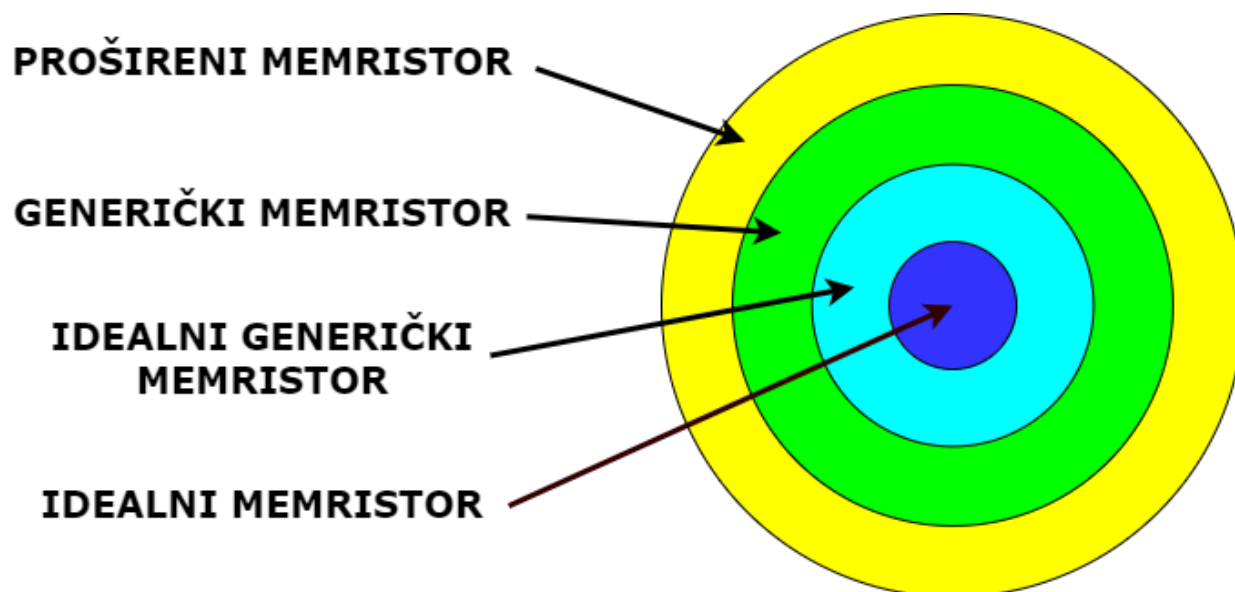 PROŠIRENI MEMRISTOR
GENERIČKI MEMRISTOR
IDEALNI GENERIČKI
MEMRISTOR
IDEALNI MEMRISTOR